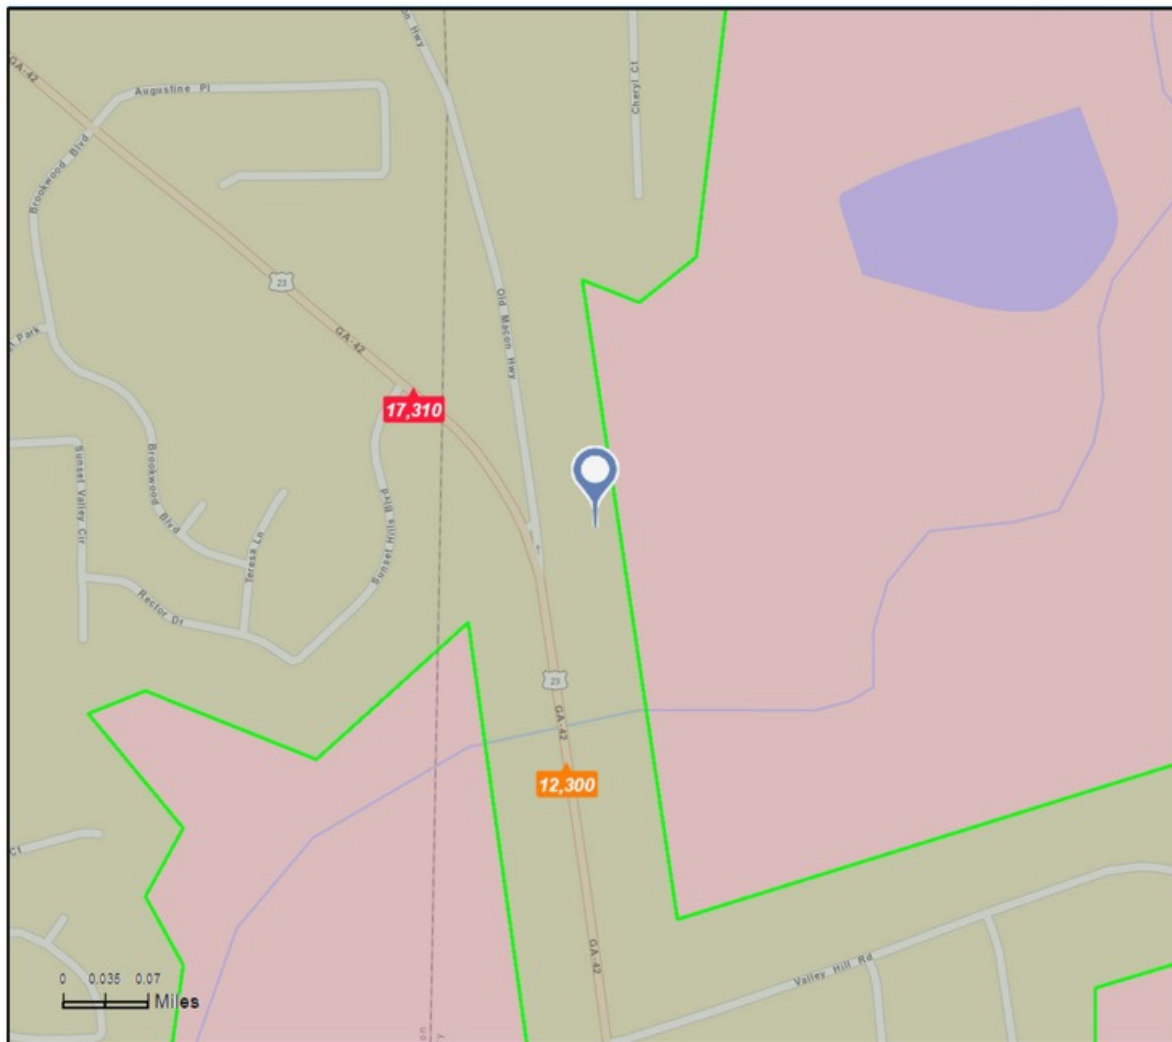 GA-42
on Hwy
Augustine Pl
Cheryl Ct
Brookwood Blvd
23
Old Macon Hwy
GA-42
Park
17,310
Sunset Valley Cir
Brookwood Blvd
Sunset Hills Blvd
Teresa Ln
Rector Dr
23
GA-42
12,300
Ct
GA-42
Valley Hill Rd
0 0.035 0.07
Miles
on
y